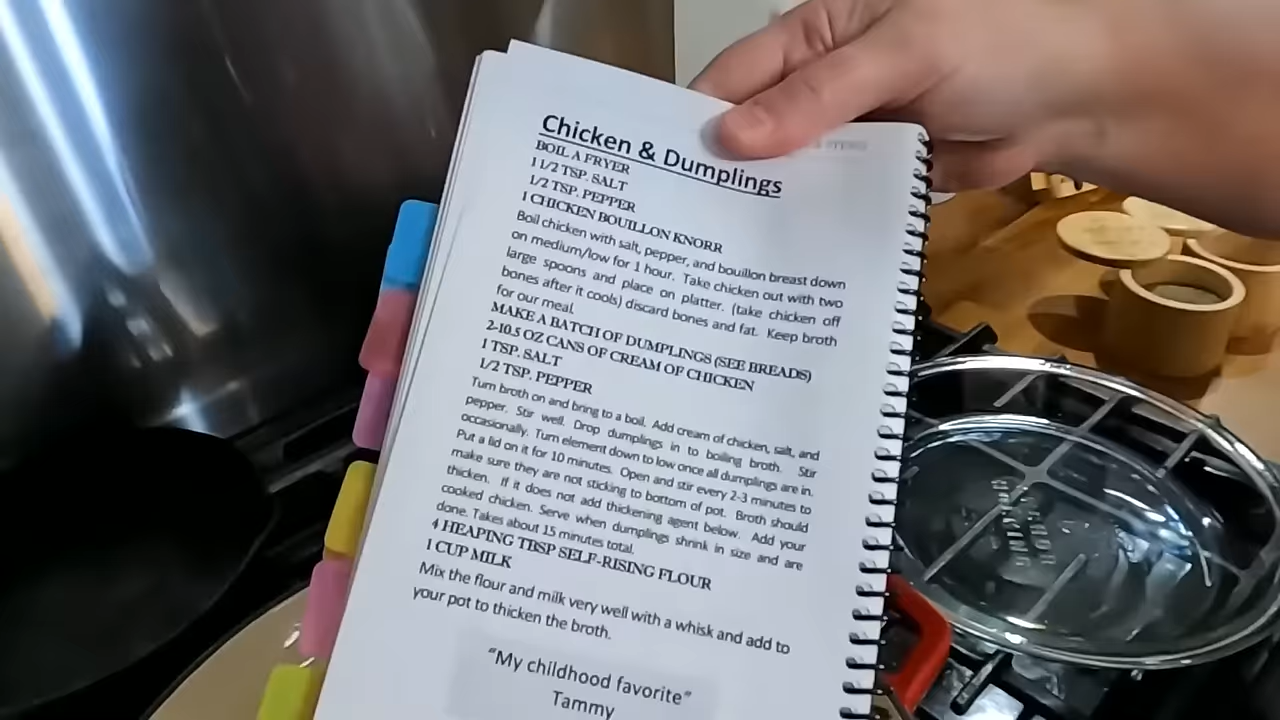 Chicken & Dumplings
BOIL A FRYER
1 1/2 TSP. SALT
1/2 TSP. PEPPER
1 CHICKEN BOUILLON KNORR
Boil chicken with salt, pepper, and bouillon breast down
on medium/low for 1 hour. Take chicken out with two
large spoons and place on platter. (take chicken off
bones after it cools) discard bones and fat. Keep broth
for our meal.
MAKE A BATCH OF DUMPLINGS (SEE BREADS)
2-10.5 OZ CANS OF CREAM OF CHICKEN
1 TSP. SALT
1/2 TSP. PEPPER
Turn broth on and bring to a boil. Add cream of chicken, salt, and
pepper. Stir well. Drop dumplings in to boiling broth. Stir
occasionally. Turn element down to low once all dumplings are in.
Put a lid on it for 10 minutes. Open and stir every 2-3 minutes to
make sure they are not sticking to bottom of pot. Broth should
thicken. If it does not add thickening agent below. Add your
cooked chicken. Serve when dumplings shrink in size and are
done. Takes about 15 minutes total.
4 HEAPING TBSP SELF-RISING FLOUR
1 CUP MILK
Mix the flour and milk very well with a whisk and add to
your pot to thicken the broth.
"My childhood favorite"
Tammy